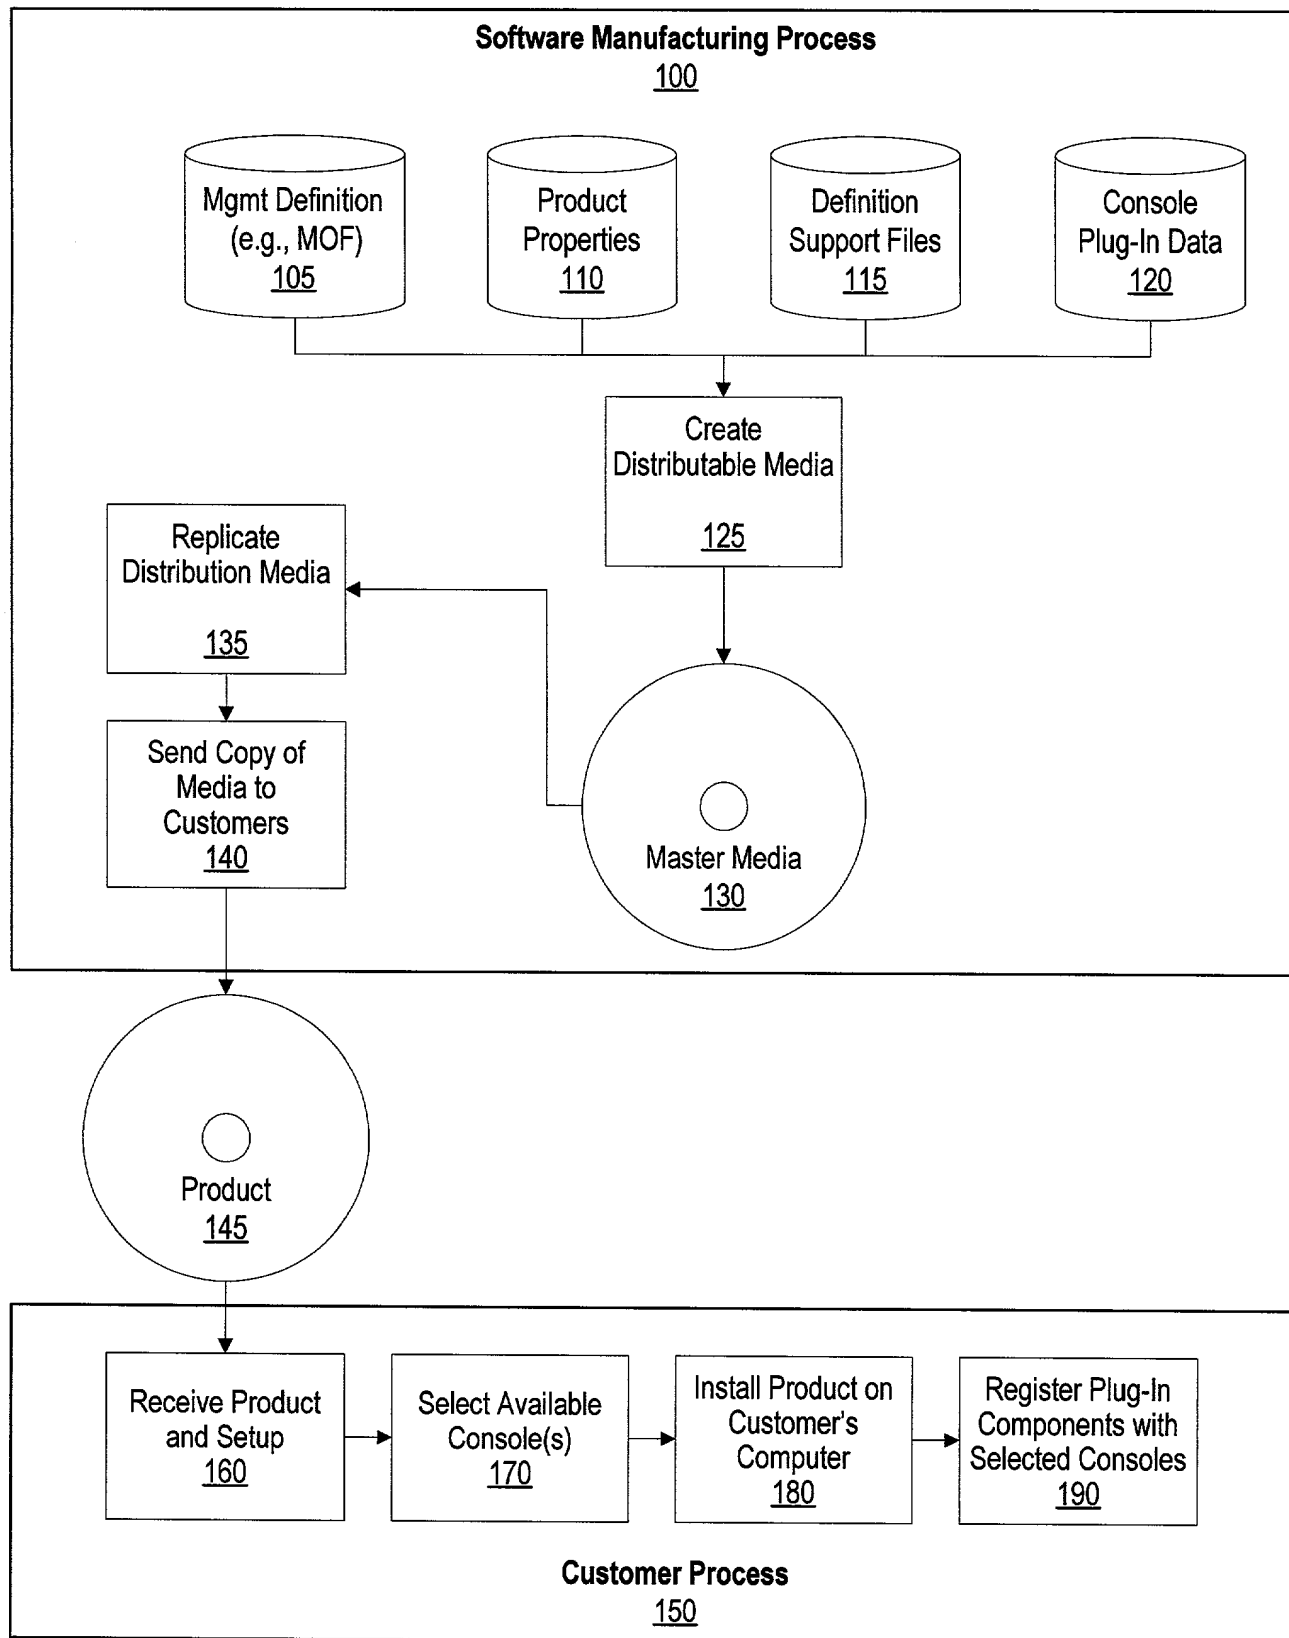 Software Manufacturing Process
100
Mgmt Definition
(e.g., MOF)
105
Product
Properties
110
Definition
Support Files
115
Console
Plug-In Data
120
Create
Distributable Media
125
Replicate
Distribution Media
135
Send Copy of
Media to
Customers
140
Master Media
130
Product
145
Receive Product
and Setup
160
Select Available
Console(s)
170
Install Product on
Customer's
Computer
180
Register Plug-In
Components with
Selected Consoles
190
Customer Process
150